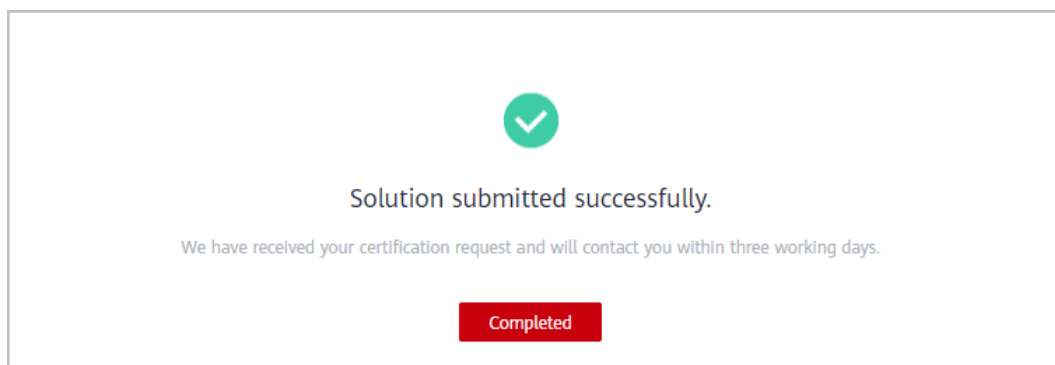 Solution submitted successfully.
We have received your certification request and will contact you within three working days.
Completed